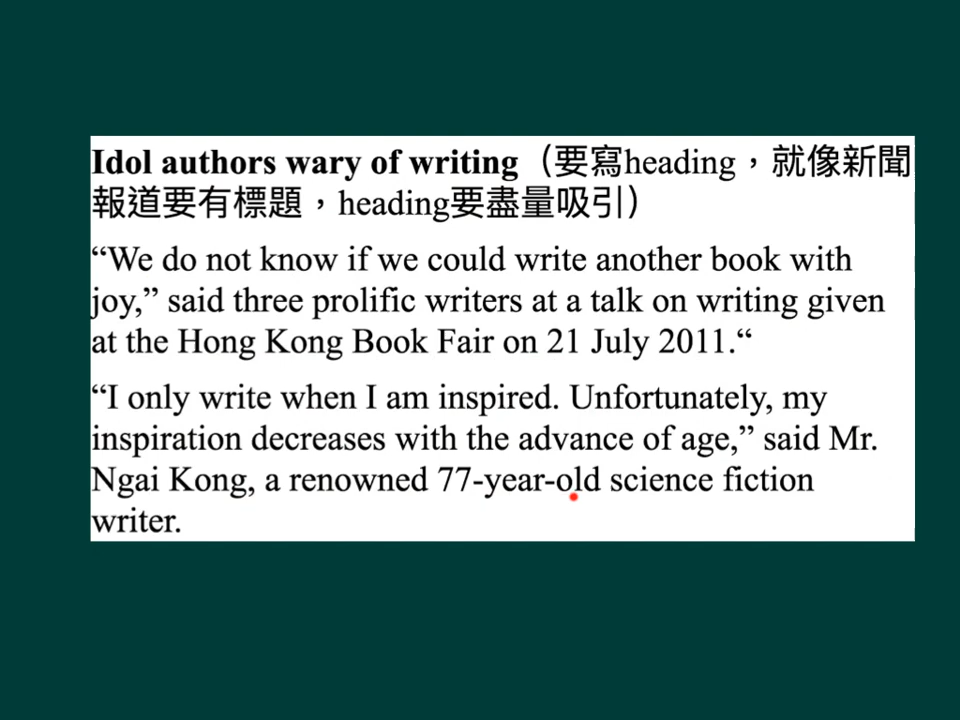 Idol authors wary of writing（要寫heading，就像新聞
報道要有標題，heading要盡量吸引）
“We do not know if we could write another book with
joy,” said three prolific writers at a talk on writing given
at the Hong Kong Book Fair on 21 July 2011.“
“I only write when I am inspired. Unfortunately, my
inspiration decreases with the advance of age,” said Mr.
Ngai Kong, a renowned 77-year-old science fiction
writer.